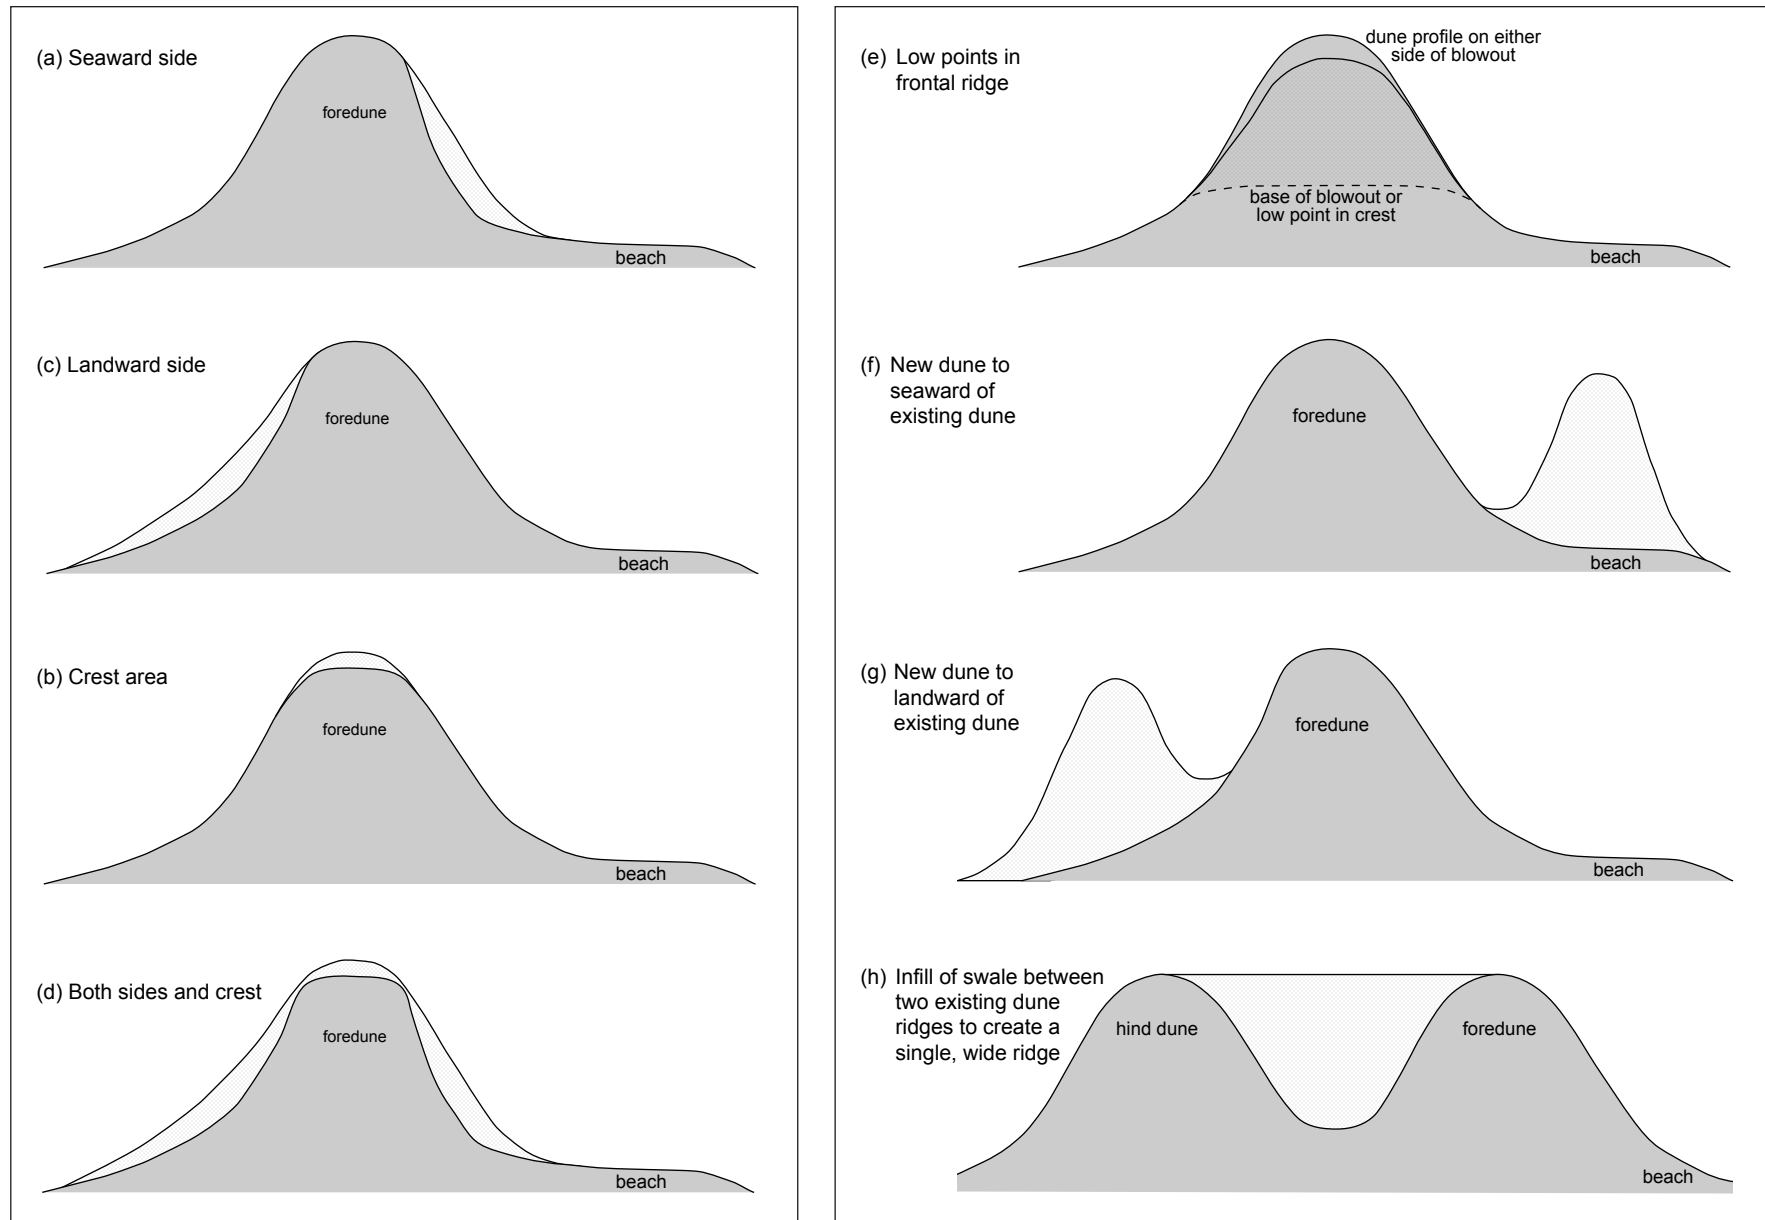 (a) Seaward side
foredune
beach
(c) Landward side
foredune
beach
(b) Crest area
foredune
beach
(d) Both sides and crest
foredune
beach
(e) Low points in
frontal ridge
dune profile on either
side of blowout
base of blowout or
low point in crest
beach
(f) New dune to
seaward of
existing dune
foredune
beach
(g) New dune to
landward of
existing dune
foredune
beach
(h) Infill of swale between
two existing dune
ridges to create a
single, wide ridge
hind dune
foredune
beach